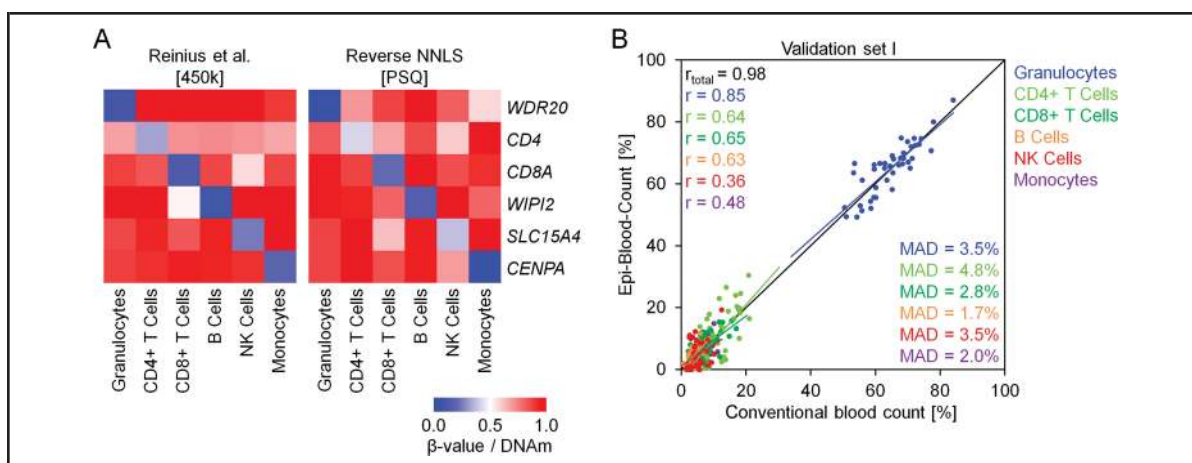 A
Reinius et al.
[450k]
Reverse NNLS
[PSQ]
WDR20
CD4
CD8A
WIPI2
SLC15A4
CENPA
Granulocytes
CD4+ T Cells
CD8+ T Cells
B Cells
NK Cells
Monocytes
Granulocytes
CD4+ T Cells
CD8+ T Cells
B Cells
NK Cells
Monocytes
0.0 0.5 1.0
β-value / DNAm
B
Validation set I
Epi-Blood-Count [%]
100
80
60
40
20
0
0 20 40 60 80 100
Conventional blood count [%]
rtotal = 0.98
r = 0.85
r = 0.64
r = 0.65
r = 0.63
r = 0.36
r = 0.48
MAD = 3.5%
MAD = 4.8%
MAD = 2.8%
MAD = 1.7%
MAD = 3.5%
MAD = 2.0%
Granulocytes
CD4+ T Cells
CD8+ T Cells
B Cells
NK Cells
Monocytes